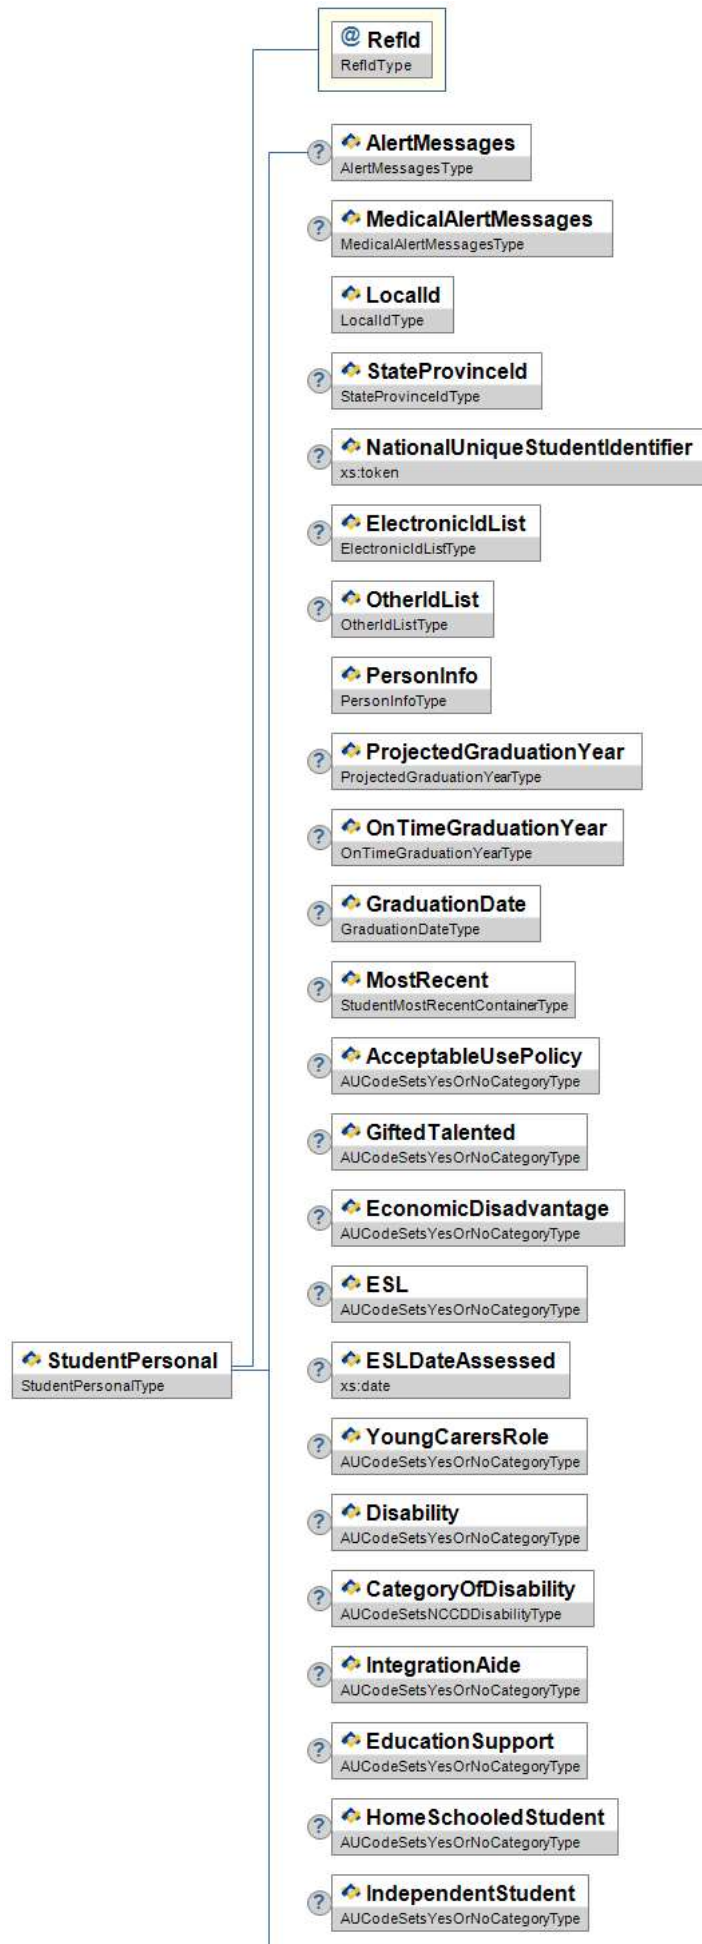 @ RefId
RefIdType
? AlertMessages
AlertMessagesType
? MedicalAlertMessages
MedicalAlertMessagesType
LocalId
LocalIdType
? StateProvinceId
StateProvinceIdType
? NationalUniqueStudentIdentifier
xs:token
? ElectronicIdList
ElectronicIdListType
? OtherIdList
OtherIdListType
PersonInfo
PersonInfoType
? ProjectedGraduationYear
ProjectedGraduationYearType
? OnTimeGraduationYear
OnTimeGraduationYearType
? GraduationDate
GraduationDateType
? MostRecent
StudentMostRecentContainerType
? AcceptableUsePolicy
AUCodeSetsYesOrNoCategoryType
? GiftedTalented
AUCodeSetsYesOrNoCategoryType
? EconomicDisadvantage
AUCodeSetsYesOrNoCategoryType
? ESL
AUCodeSetsYesOrNoCategoryType
StudentPersonal
StudentPersonalType
? ESLDateAssessed
xs:date
? YoungCarersRole
AUCodeSetsYesOrNoCategoryType
? Disability
AUCodeSetsYesOrNoCategoryType
? CategoryOfDisability
AUCodeSetsNCCDDisabilityType
? IntegrationAide
AUCodeSetsYesOrNoCategoryType
? EducationSupport
AUCodeSetsYesOrNoCategoryType
? HomeSchooledStudent
AUCodeSetsYesOrNoCategoryType
? IndependentStudent
AUCodeSetsYesOrNoCategoryType